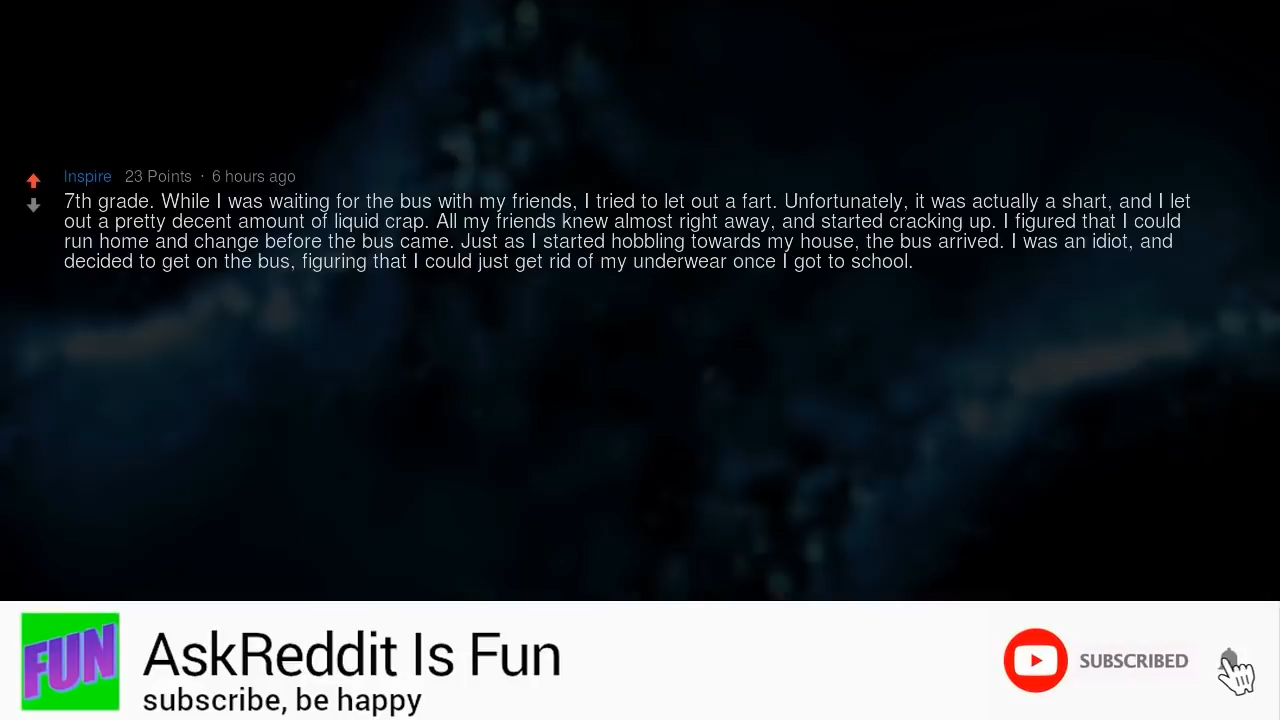 Inspire 23 Points · 6 hours ago
7th grade. While I was waiting for the bus with my friends, I tried to let out a fart. Unfortunately, it was actually a shart, and I let
out a pretty decent amount of liquid crap. All my friends knew almost right away, and started cracking up. I figured that I could
run home and change before the bus came. Just as I started hobbling towards my house, the bus arrived. I was an idiot, and
decided to get on the bus, figuring that I could just get rid of my underwear once I got to school.
FUN
AskReddit Is Fun
subscribe, be happy
SUBSCRIBED